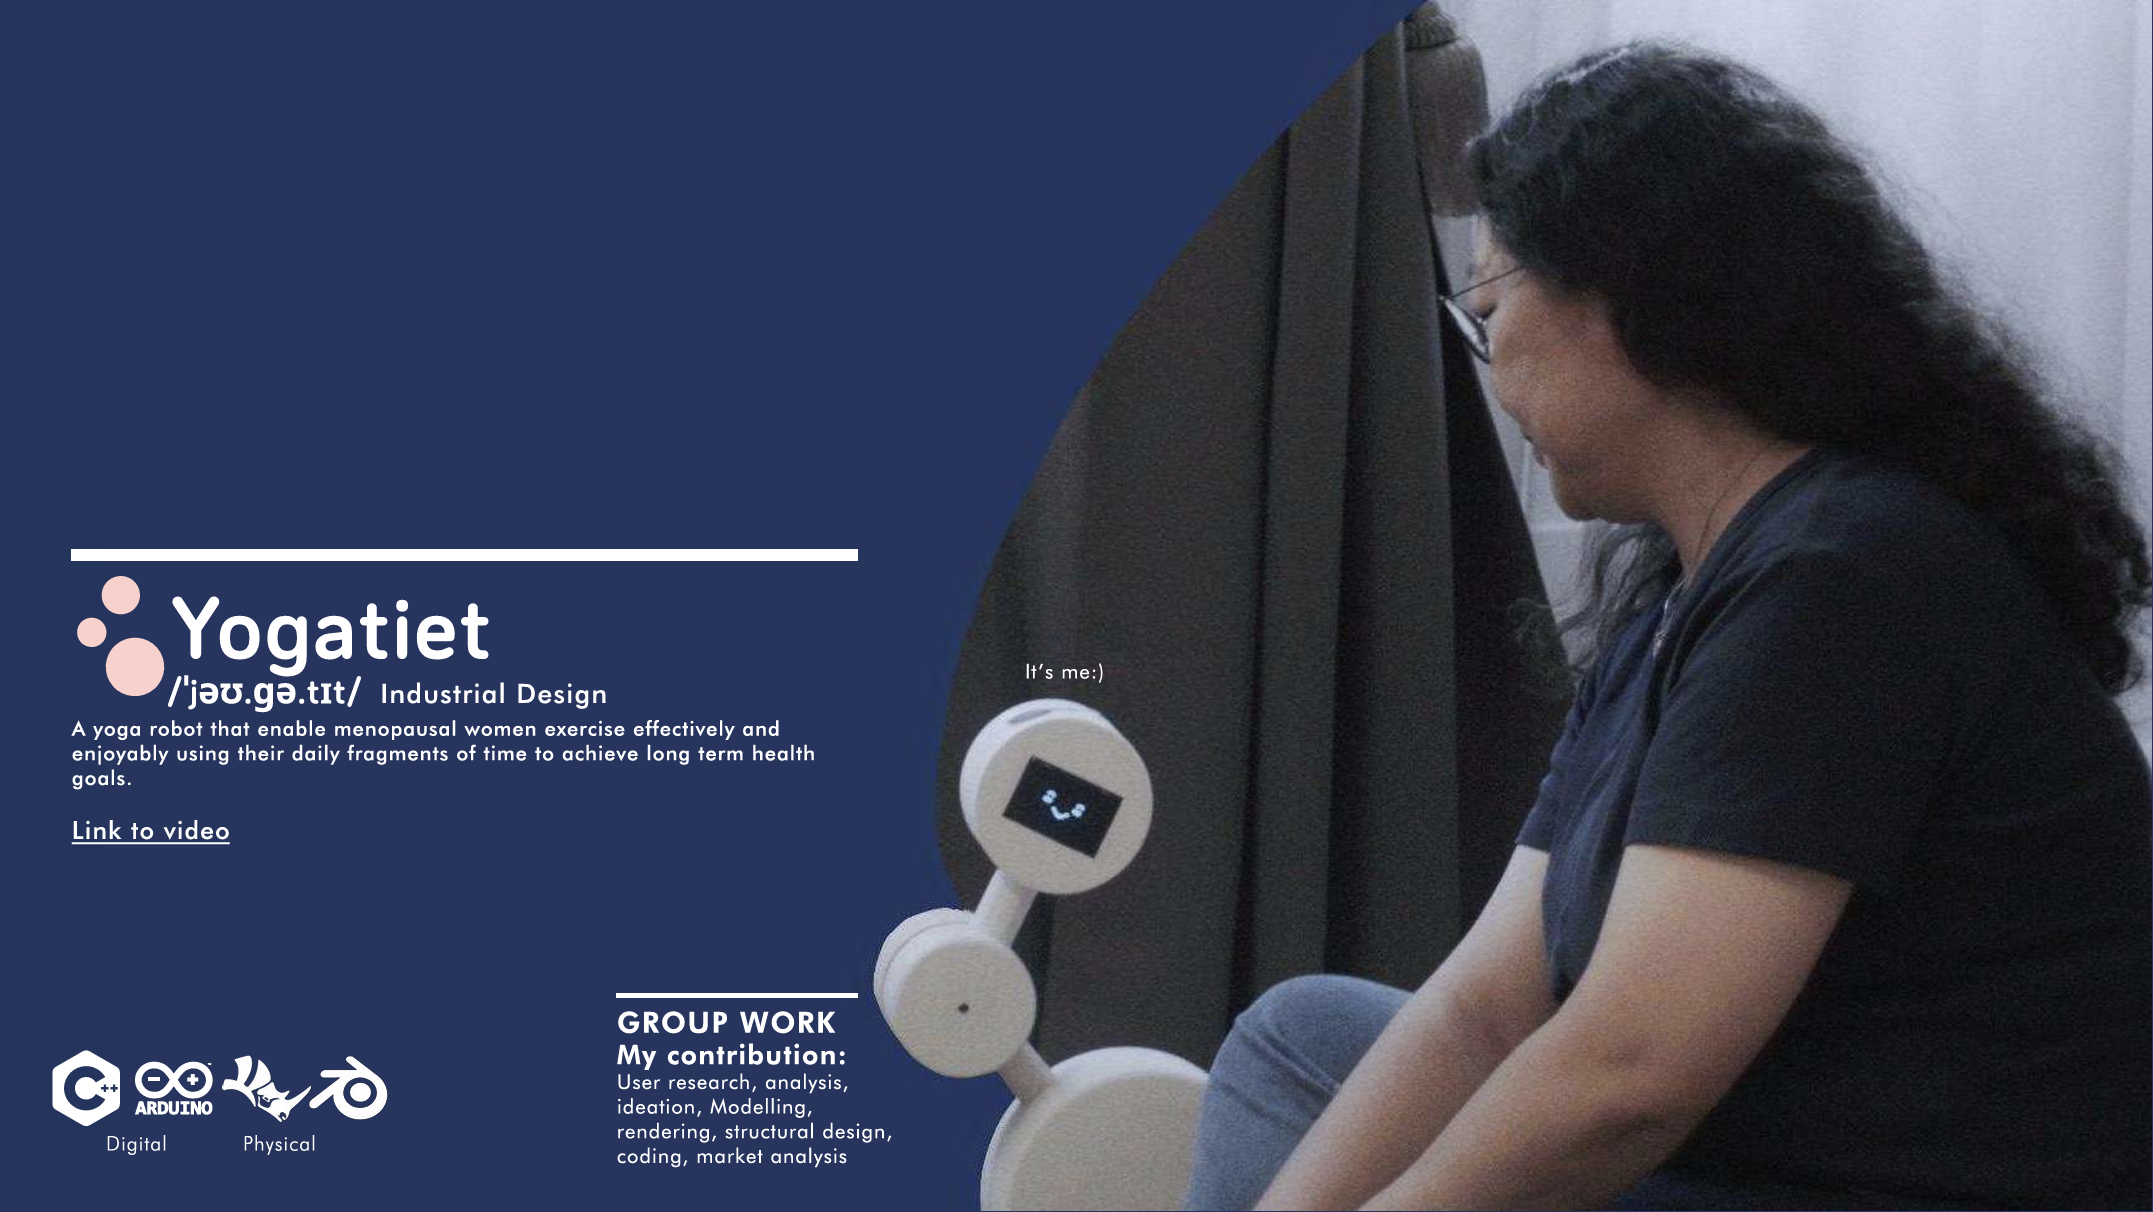 Yogatiet
/ˈjəʊ.gə.tɪt/ Industrial Design
A yoga robot that enable menopausal women exercise effectively and
enjoyably using their daily fragments of time to achieve long term health
goals.
Link to video
It’s me:)
GROUP WORK
My contribution:
User research, analysis,
ideation, Modelling,
rendering, structural design,
coding, market analysis
C++
ARDUINO
Digital
Physical